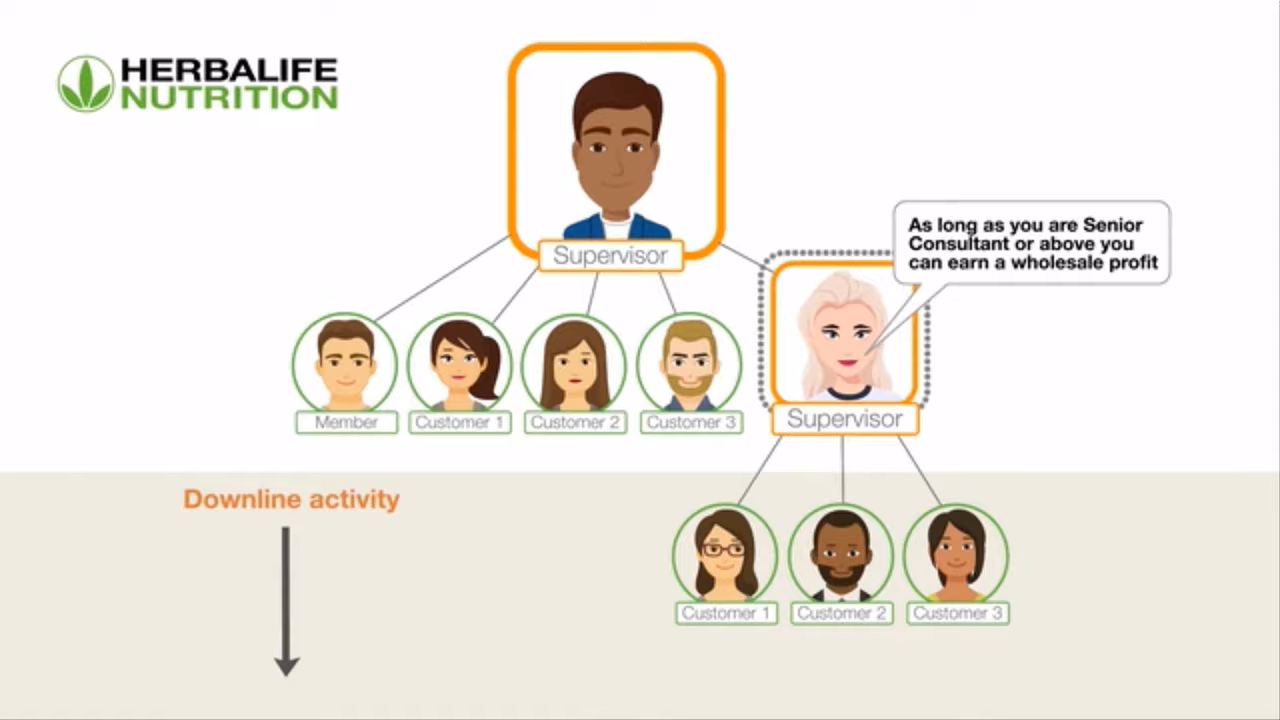 HERBALIFE
NUTRITION
Supervisor
As long as you are Senior
Consultant or above you
can earn a wholesale profit
Member
Customer 1
Customer 2
Customer 3
Supervisor
Downline activity
Customer 1
Customer 2
Customer 3